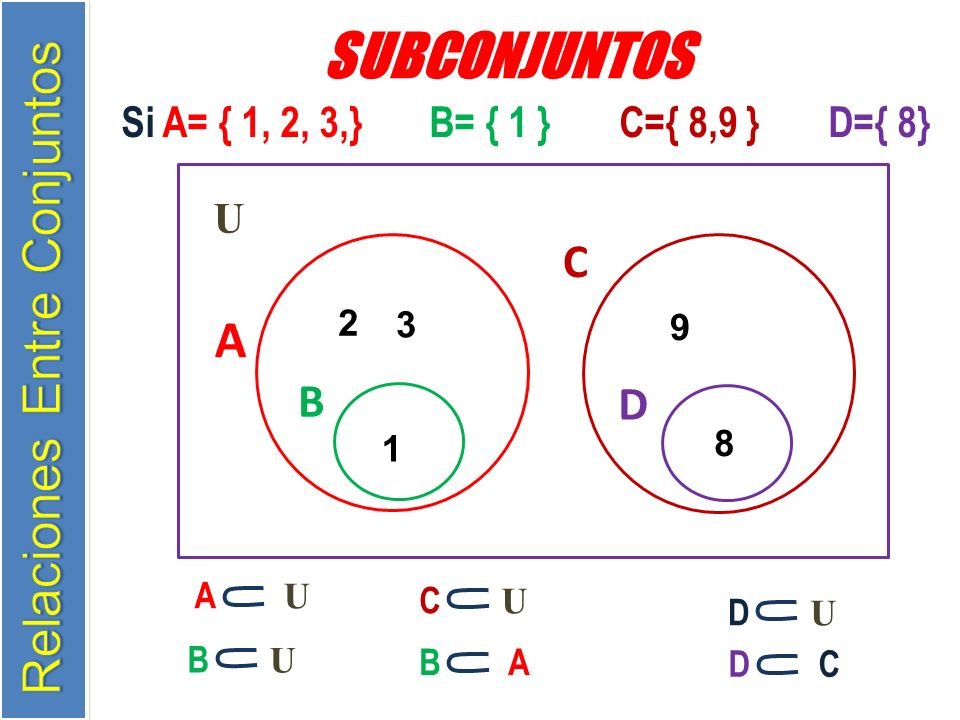 Relaciones Entre Conjuntos
SUBCONJUNTOS
Si A= { 1, 2, 3,} B= { 1 } C={ 8,9 } D={ 8}
U
C
2 3
9
A
B
D
1
8
A ⊂ U
C ⊂ U
D ⊂ U
B ⊂ U
B ⊂ A
D ⊂ C